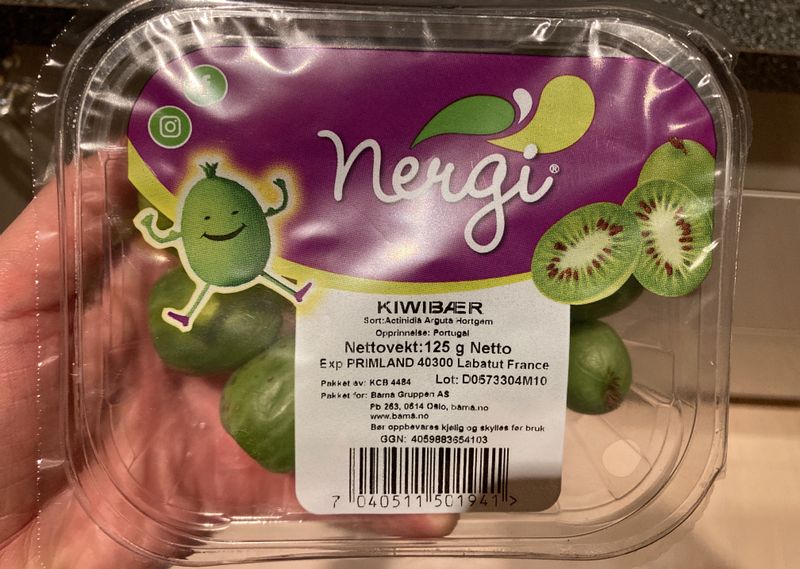 Nergi®
KIWIBÆR
Sort:Actinidia Arguta Hortgem
Opprinnelse: Portugal
Nettovekt:125 g Netto
Exp PRIMLAND 40300 Labatut France
Pakket av: KCB 4484 Lot: D0573304M10
Pakket for: Bama Gruppen AS
Pb 263, 0614 Oslo, bama.no
www.bama.no
Bør oppbevares kjølig og skylles før bruk
GGN: 4059883654103
7 040511 501941 >